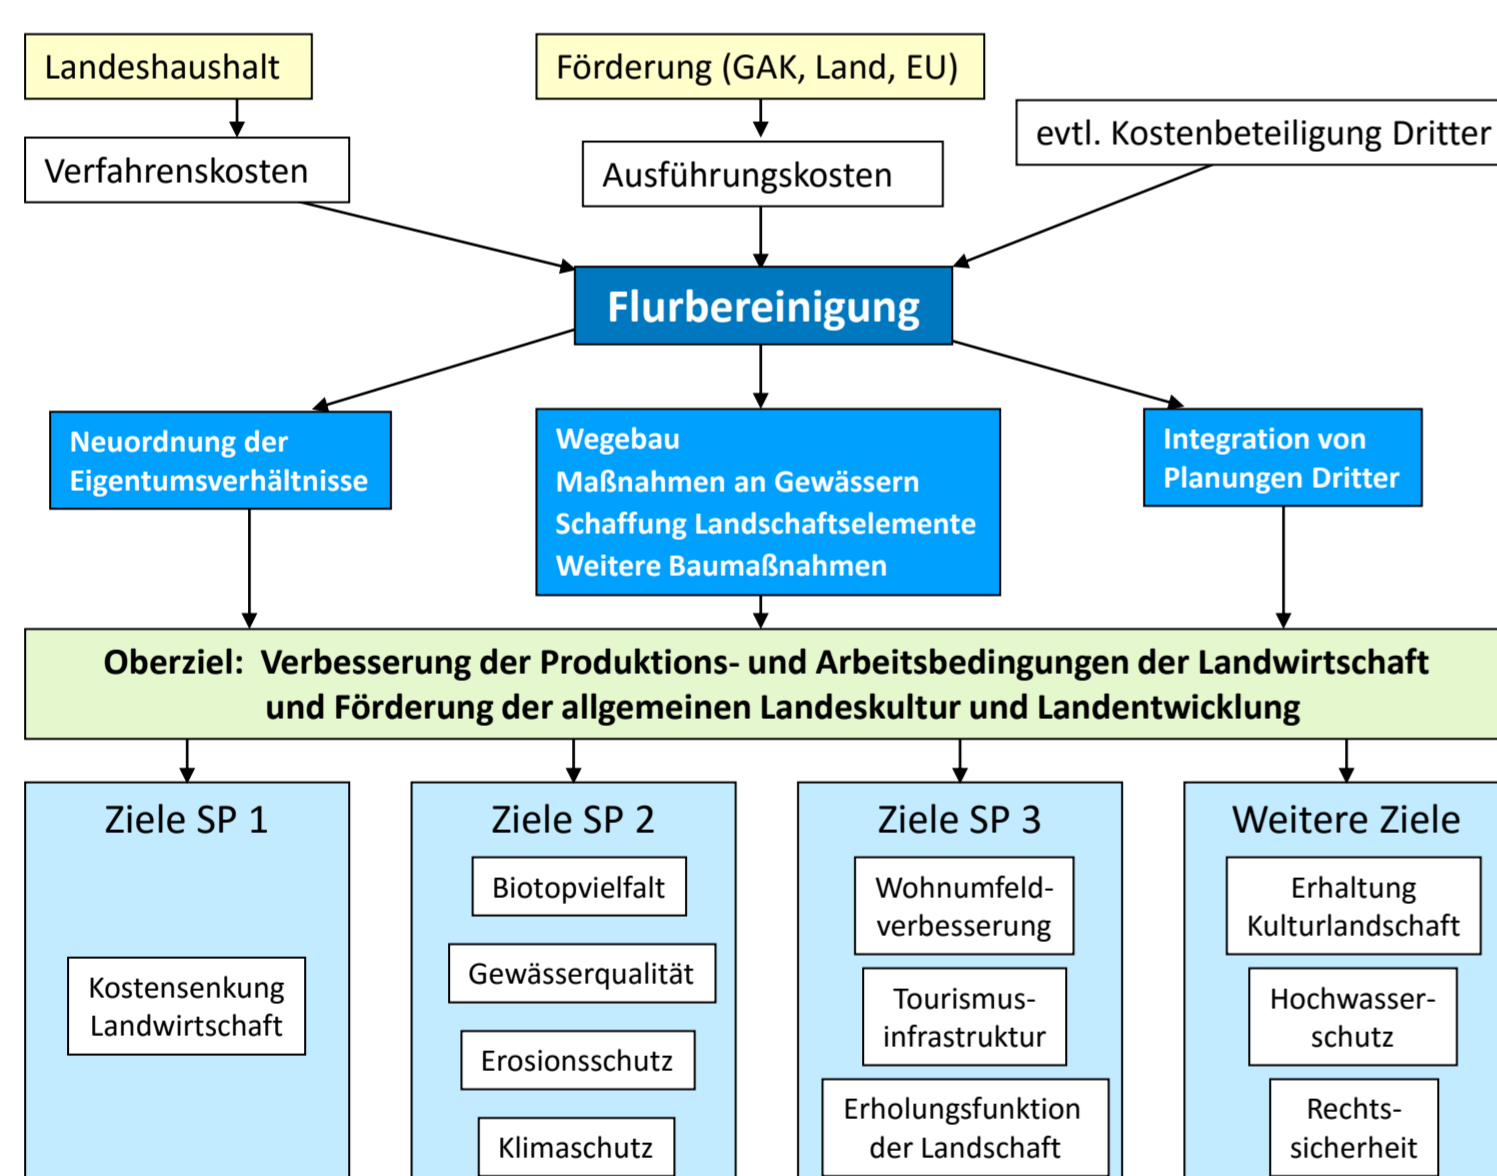 Landeshaushalt
Förderung (GAK, Land, EU)
evtl. Kostenbeteiligung Dritter
Verfahrenskosten
Ausführungskosten
Flurbereinigung
Neuordnung der
Eigentumsverhältnisse
Wegebau
Maßnahmen an Gewässern
Schaffung Landschaftselemente
Weitere Baumaßnahmen
Integration von
Planungen Dritter
Oberziel: Verbesserung der Produktions- und Arbeitsbedingungen der Landwirtschaft
und Förderung der allgemeinen Landeskultur und Landentwicklung
Ziele SP 1
Kostensenkung
Landwirtschaft
Ziele SP 2
Biotopvielfalt
Gewässerqualität
Erosionsschutz
Klimaschutz
Ziele SP 3
Wohnumfeld-
verbesserung
Tourismus-
infrastruktur
Erholungsfunktion
der Landschaft
Weitere Ziele
Erhaltung
Kulturlandschaft
Hochwasser-
schutz
Rechts-
sicherheit